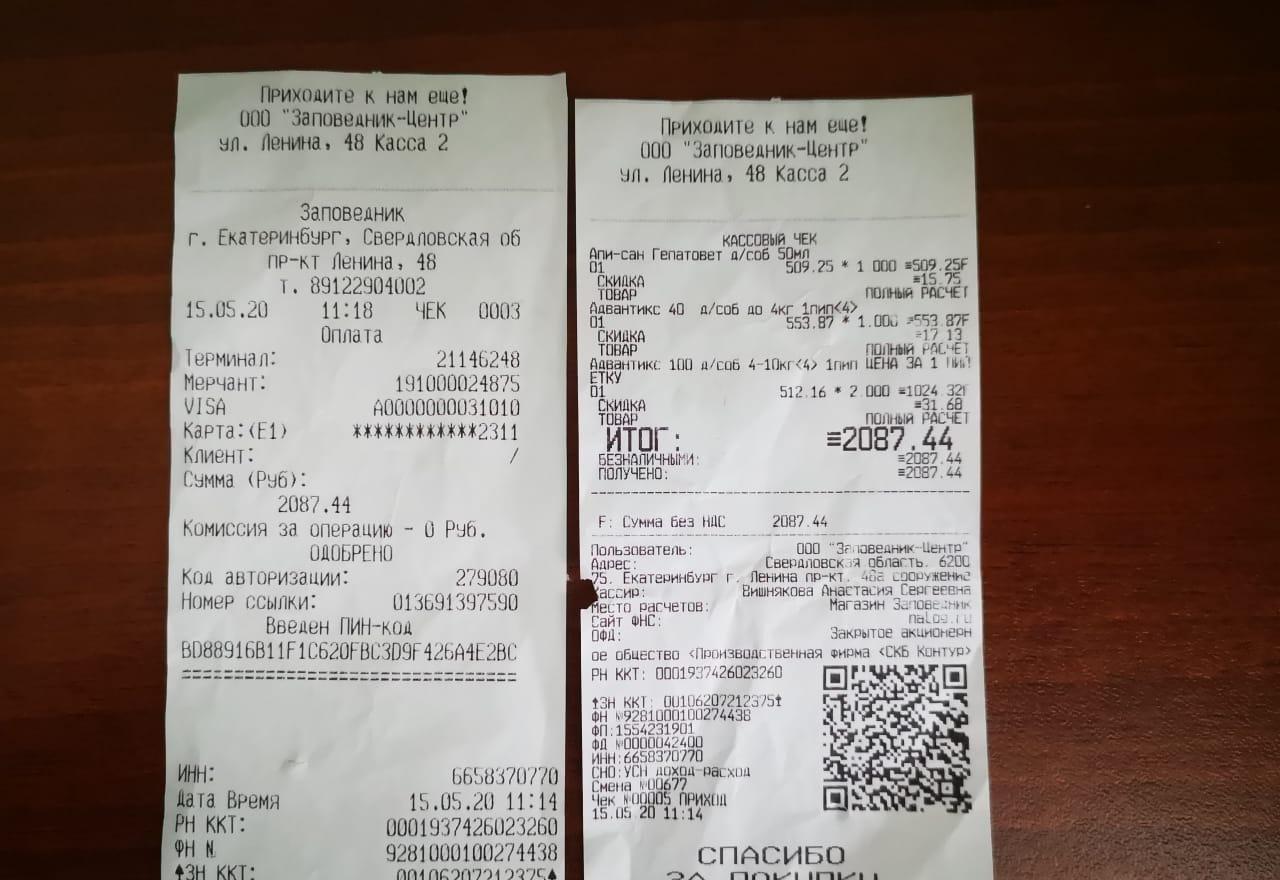 Приходите к нам еще!
ООО "Заповедник-Центр"
ул. Ленина, 48 Касса 2
Заповедник
г. Екатеринбург, Свердловская об
пр-кт Ленина, 48
т. 89122904002
15.05.20 11:18 ЧЕК 0003
Оплата
Терминал: 21146248
Мерчант: 191000024875
VISA A0000000031010
Карта:(E1) ************2311
Клиент: /
Сумма (Руб):
2087.44
Комиссия за операцию - 0 Руб.
ОДОБРЕНО
Код авторизации: 279080
Номер ссылки: 013691397590
Введен ПИН-код
BD88916B11F1C620FBC3D9F426A4E2BC
================================
ИНН: 6658370770
Дата Время 15.05.20 11:14
РН ККТ: 0001937426023260
ФН № 9281000100274438
ЗН ККТ: 00106207212375
Приходите к нам еще!
ООО "Заповедник-Центр"
ул. Ленина, 48 Касса 2
КАССОВЫЙ ЧЕК
Апи-сан Гепатовет д/соб 50мл
01 509.25 * 1 000 ≡509.25F
СКИДКА ≡15.75
ТОВАР ПОЛНЫЙ РАСЧЕТ
Адвантикс 40 д/соб до 4кг 1пип<4>
01 553.87 * 1.000 ≡553.87F
СКИДКА ≡17 13
ТОВАР ПОЛНЫЙ РАСЧЕТ
Адвантикс 100 д/соб 4-10кг<4> 1пип ЦЕНА ЗА 1 ПИП
ЕТКУ
01 512.16 * 2.000 ≡1024.32F
СКИДКА ≡31.68
ТОВАР ПОЛНЫЙ РАСЧЕТ
ИТОГ: ≡2087.44
БЕЗНАЛИЧНЫМИ: ≡2087.44
ПОЛУЧЕНО: ≡2087.44
F: Сумма без НДС 2087.44
Пользователь: ООО "Заповедник-Центр"
Адрес: Свердловская область, 6200
75. Екатеринбург г. Ленина пр-кт. 48а сооружение
Кассир: Вишнякова Анастасия Сергеевна
Место расчетов: Магазин Заповедник
Сайт ФНС: nalog.ru
ОФД: Закрытое акционерн
ое общество <Производственная фирма <СКБ Контур>
РН ККТ: 0001937426023260
ЗН ККТ: 00106207212375
ФН №9281000100274438
ФП:1554231901
ФД №0000042400
ИНН:6658370770
СНО:УСН доход-расход
Смена №00677
Чек №00005 ПРИХОД
15.05 20 11:14
СПАСИБО
ЗА ПОКУПКУ